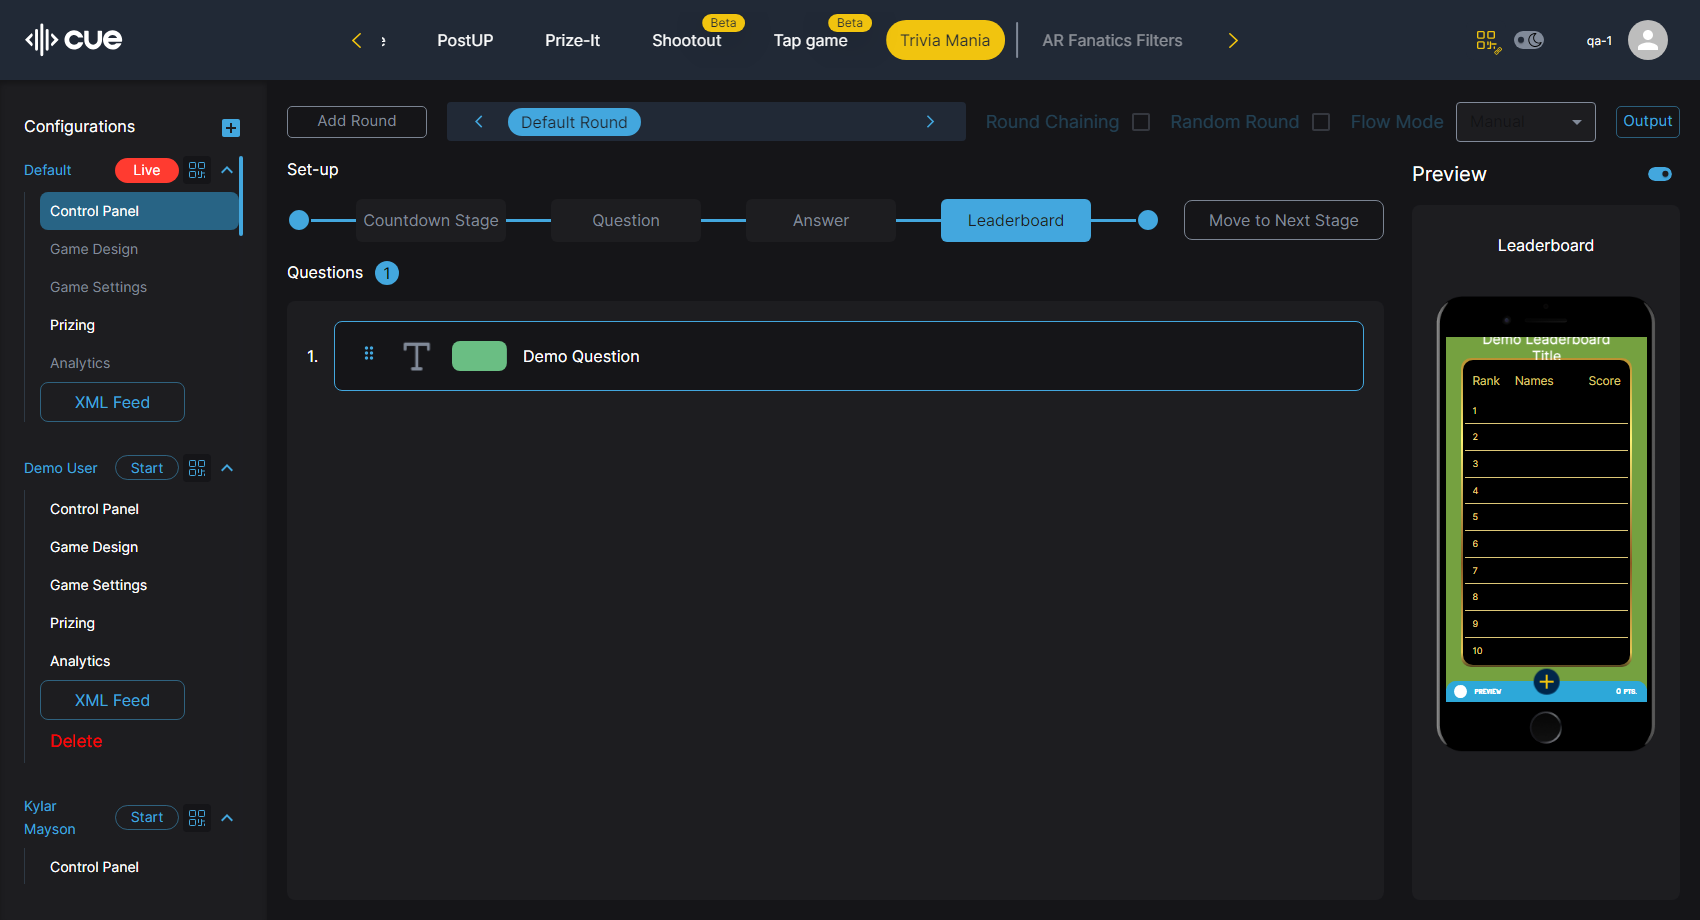 cue
PostUP
Prize-It
Shootout
Beta
Tap game
Beta
Trivia Mania
AR Fanatics Filters
qa-1
Configurations
Default
Live
Control Panel
Game Design
Game Settings
Prizing
Analytics
XML Feed
Demo User
Start
Control Panel
Game Design
Game Settings
Prizing
Analytics
XML Feed
Delete
Kylar
Mayson
Start
Control Panel
Add Round
Default Round
Round Chaining
Random Round
Flow Mode
Manual
Output
Set-up
Countdown Stage
Question
Answer
Leaderboard
Move to Next Stage
Questions
1
1.
Demo Question
Preview
Leaderboard
Demo Leaderboard
Title
Rank Names Score
1
2
3
4
5
6
7
8
9
10
PREVIEW
0 PTS.